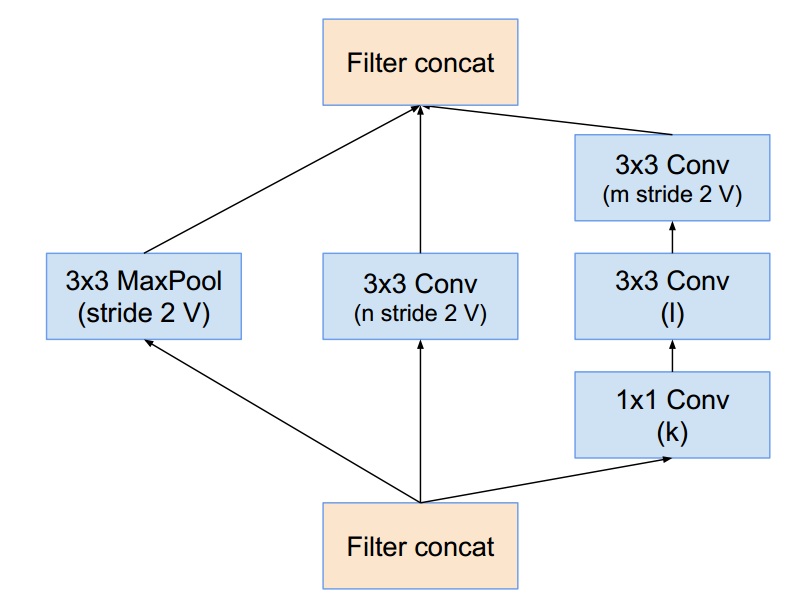 Filter concat
3x3 Conv
(m stride 2 V)
3x3 MaxPool
(stride 2 V)
3x3 Conv
(n stride 2 V)
3x3 Conv
(l)
1x1 Conv
(k)
Filter concat